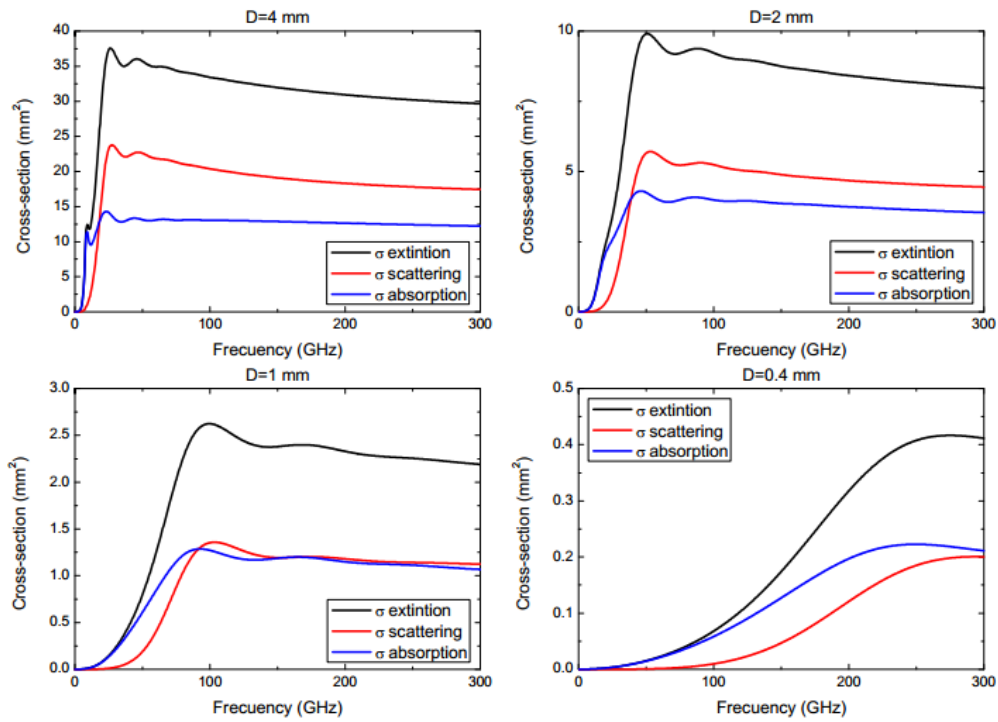 D=4 mm
Cross-section (mm²)
40
35
30
25
20
15
10
5
0
0
100
200
300
Frecuency (GHz)
σ extintion
σ scattering
σ absorption
D=2 mm
Cross-section (mm²)
10
5
0
0
100
200
300
Frecuency (GHz)
σ extintion
σ scattering
σ absorption
D=1 mm
Cross-section (mm²)
3.0
2.5
2.0
1.5
1.0
0.5
0.0
0
100
200
300
Frecuency (GHz)
σ extintion
σ scattering
σ absorption
D=0.4 mm
Cross-section (mm²)
0.5
0.4
0.3
0.2
0.1
0.0
0
100
200
300
Frecuency (GHz)
σ extintion
σ scattering
σ absorption